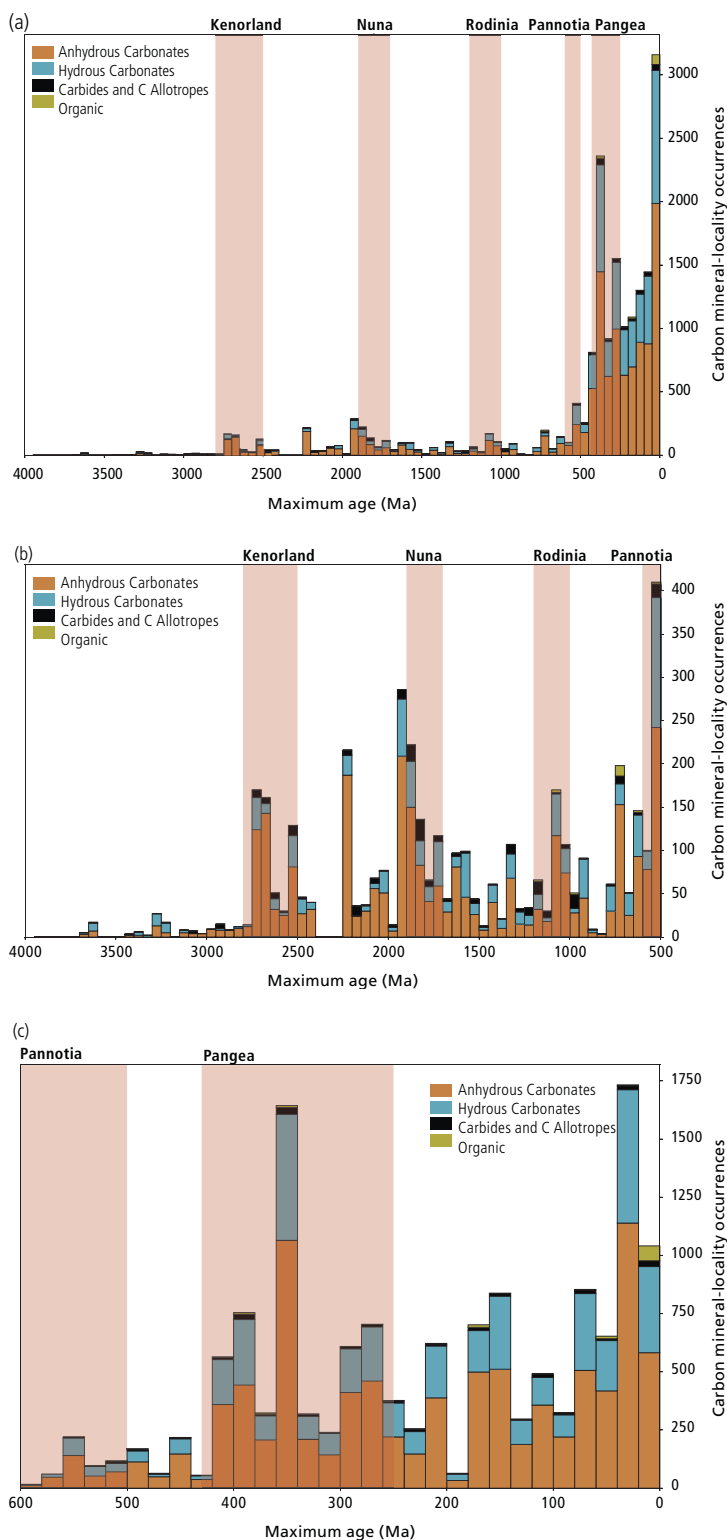 (a)
Kenorland Nuna Rodinia Pannotia Pangea
Anhydrous Carbonates
Hydrous Carbonates
Carbides and C Allotropes
Organic
3000
2500
2000
1500
1000
500
0
Carbon mineral-locality occurrences
4000 3500 3000 2500 2000 1500 1000 500 0
Maximum age (Ma)
(b)
Kenorland Nuna Rodinia Pannotia
Anhydrous Carbonates
Hydrous Carbonates
Carbides and C Allotropes
Organic
400
350
300
250
200
150
100
50
0
Carbon mineral-locality occurrences
4000 3500 3000 2500 2000 1500 1000 500
Maximum age (Ma)
(c)
Pannotia Pangea
Anhydrous Carbonates
Hydrous Carbonates
Carbides and C Allotropes
Organic
1750
1500
1250
1000
750
500
250
0
Carbon mineral-locality occurrences
600 500 400 300 200 100 0
Maximum age (Ma)